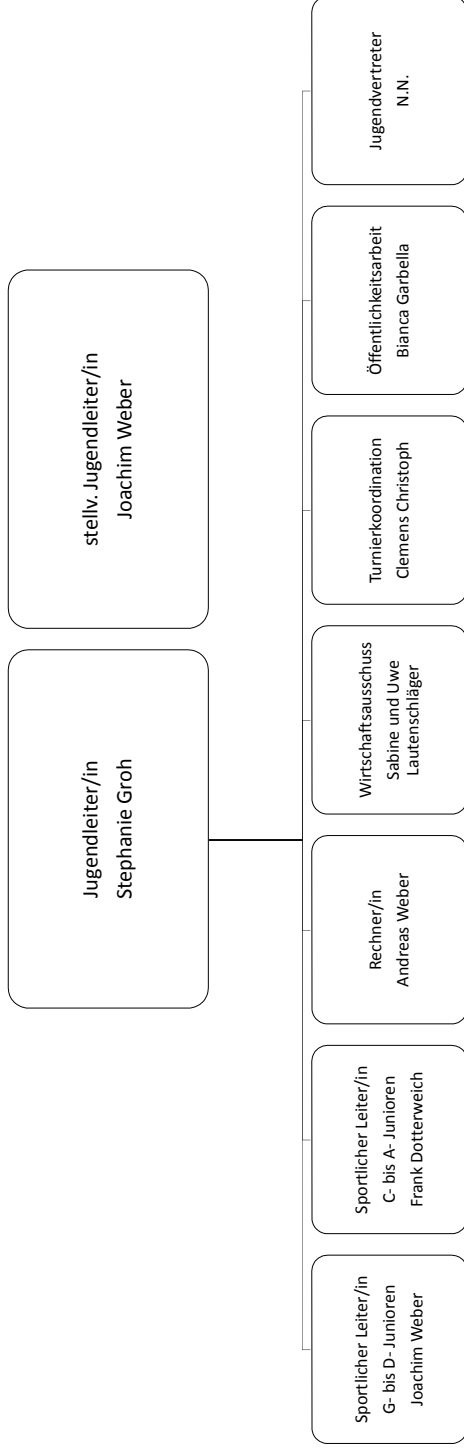 Jugendleiter/in
Stephanie Groh
stellv. Jugendleiter/in
Joachim Weber
Sportlicher Leiter/in
G- bis D- Junioren
Joachim Weber
Sportlicher Leiter/in
C- bis A- Junioren
Frank Dotterweich
Rechner/in
Andreas Weber
Wirtschaftsausschuss
Sabine und Uwe
Lautenschläger
Turnierkoordination
Clemens Christoph
Öffentlichkeitsarbeit
Bianca Garbella
Jugendvertreter
N.N.